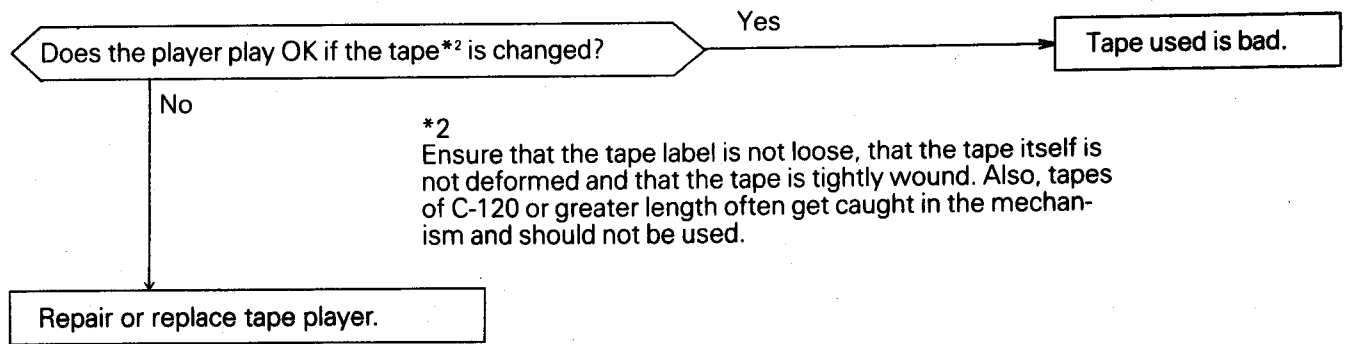 Does the player play OK if the tape*2 is changed?
Yes
Tape used is bad.
No
*2
Ensure that the tape label is not loose, that the tape itself is
not deformed and that the tape is tightly wound. Also, tapes
of C-120 or greater length often get caught in the mechan-
ism and should not be used.
Repair or replace tape player.